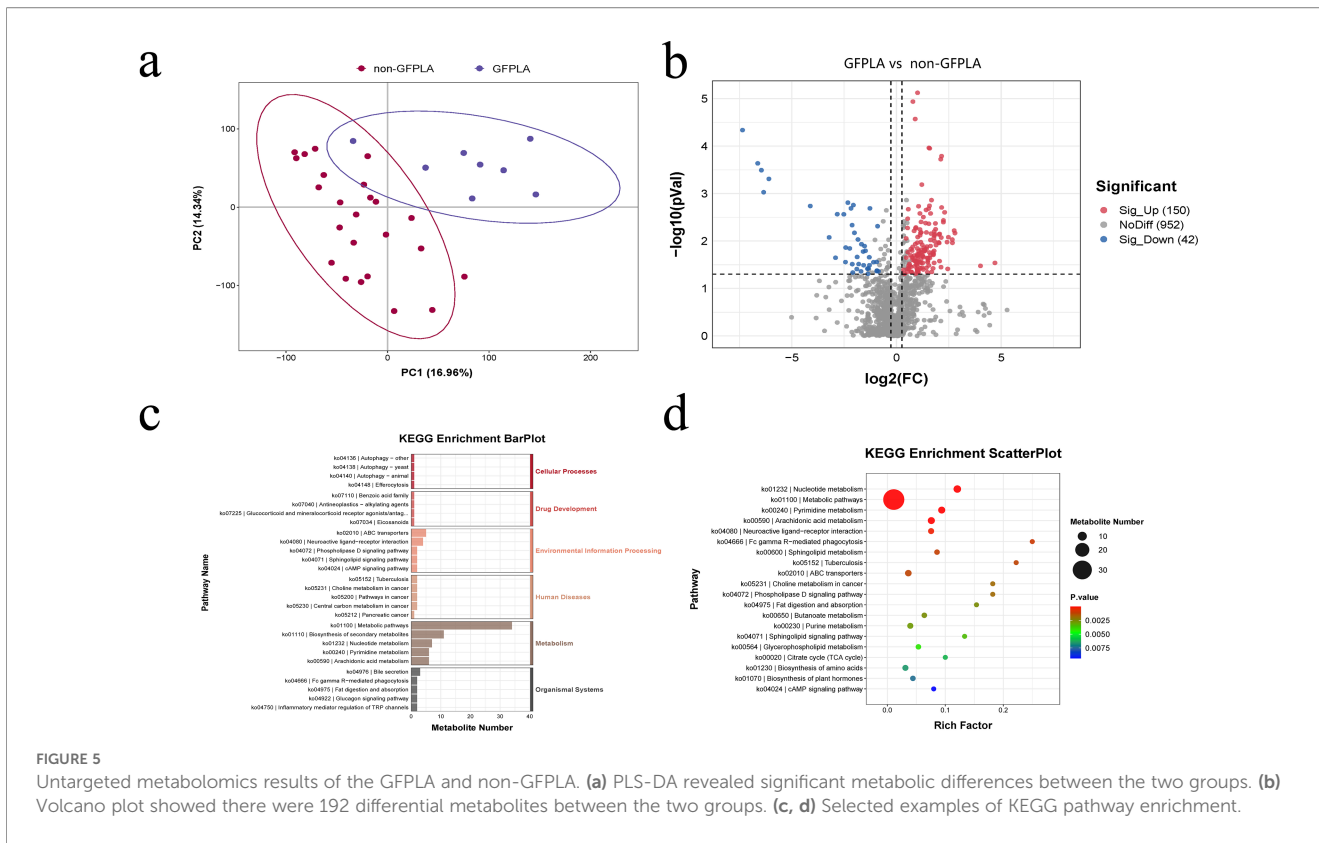 a
non-GFPLA
GFPLA
100
0
−100
PC2 (14.34%)
−100
0
100
200
PC1 (16.96%)
b
GFPLA vs non-GFPLA
5
4
3
2
1
0
−log10(pVal)
−5
0
5
log2(FC)
Significant
Sig_Up (150)
NoDiff (952)
Sig_Down (42)
c
KEGG Enrichment BarPlot
Pathway Name
ko04136 | Autophagy − other
ko04138 | Autophagy − yeast
ko04140 | Autophagy − animal
ko04148 | Efferocytosis
Cellular Processes
ko07110 | Benzoic acid family
ko07040 | Antineoplastics − alkylating agents
ko07225 | Glucocorticoid and mineralocorticoid receptor agonists/antag...
ko07034 | Eicosanoids
Drug Development
ko02010 | ABC transporters
ko04080 | Neuroactive ligand−receptor interaction
ko04072 | Phospholipase D signaling pathway
ko04071 | Sphingolipid signaling pathway
ko04024 | cAMP signaling pathway
Environmental Information Processing
ko05152 | Tuberculosis
ko05231 | Choline metabolism in cancer
ko05200 | Pathways in cancer
ko05230 | Central carbon metabolism in cancer
ko05212 | Pancreatic cancer
Human Diseases
ko01100 | Metabolic pathways
ko01110 | Biosynthesis of secondary metabolites
ko01232 | Nucleotide metabolism
ko00240 | Pyrimidine metabolism
ko00590 | Arachidonic acid metabolism
Metabolism
ko04976 | Bile secretion
ko04666 | Fc gamma R−mediated phagocytosis
ko04975 | Fat digestion and absorption
ko04922 | Glucagon signaling pathway
ko04750 | Inflammatory mediator regulation of TRP channels
Organismal Systems
0
10
20
30
40
Metabolite Number
d
KEGG Enrichment ScatterPlot
Pathway
ko01232 | Nucleotide metabolism
ko01100 | Metabolic pathways
ko00240 | Pyrimidine metabolism
ko00590 | Arachidonic acid metabolism
ko04080 | Neuroactive ligand−receptor interaction
ko04666 | Fc gamma R−mediated phagocytosis
ko00600 | Sphingolipid metabolism
ko05152 | Tuberculosis
ko02010 | ABC transporters
ko05231 | Choline metabolism in cancer
ko04072 | Phospholipase D signaling pathway
ko04975 | Fat digestion and absorption
ko00650 | Butanoate metabolism
ko00230 | Purine metabolism
ko04071 | Sphingolipid signaling pathway
ko00564 | Glycerophospholipid metabolism
ko00020 | Citrate cycle (TCA cycle)
ko01230 | Biosynthesis of amino acids
ko01070 | Biosynthesis of plant hormones
ko04024 | cAMP signaling pathway
0.0
0.1
0.2
Rich Factor
Metabolite Number
10
20
30
P.value
0.0025
0.0050
0.0075
FIGURE 5
Untargeted metabolomics results of the GFPLA and non-GFPLA. (a) PLS-DA revealed significant metabolic differences between the two groups. (b)
Volcano plot showed there were 192 differential metabolites between the two groups. (c, d) Selected examples of KEGG pathway enrichment.